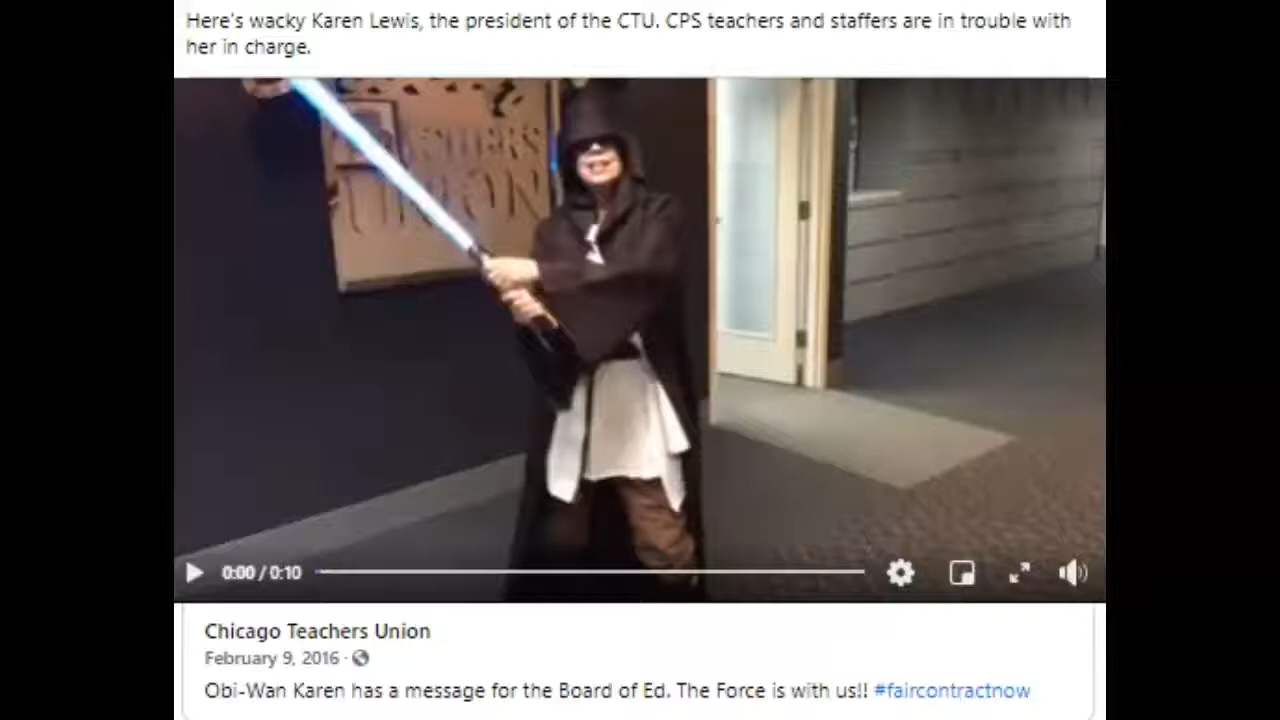 Here's wacky Karen Lewis, the president of the CTU. CPS teachers and staffers are in trouble with
her in charge.
TEACHERS
UNION
0:00 / 0:10
Chicago Teachers Union
February 9, 2016 ·
Obi-Wan Karen has a message for the Board of Ed. The Force is with us!! #faircontractnow